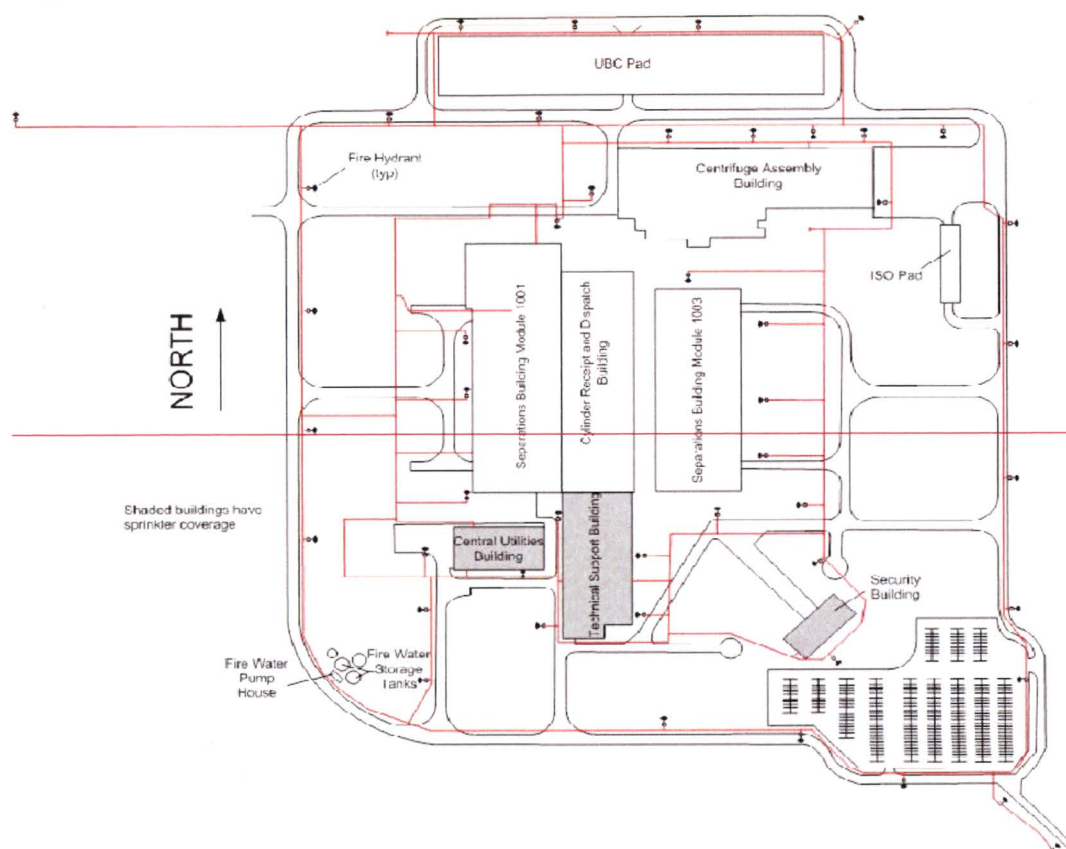 UBC Pad
Fire Hydrant
(typ)
Centrifuge Assembly
Building
ISO Pad
NORTH
Separations Building Module 1001
Cylinder Receipt and Dispatch
Building
Separations Building Module 1003
Shaded buildings have
sprinkler coverage
Central Utilities
Building
Technical Support Building
Security
Building
Fire Water
Pump
House
Fire Water
Storage
Tanks